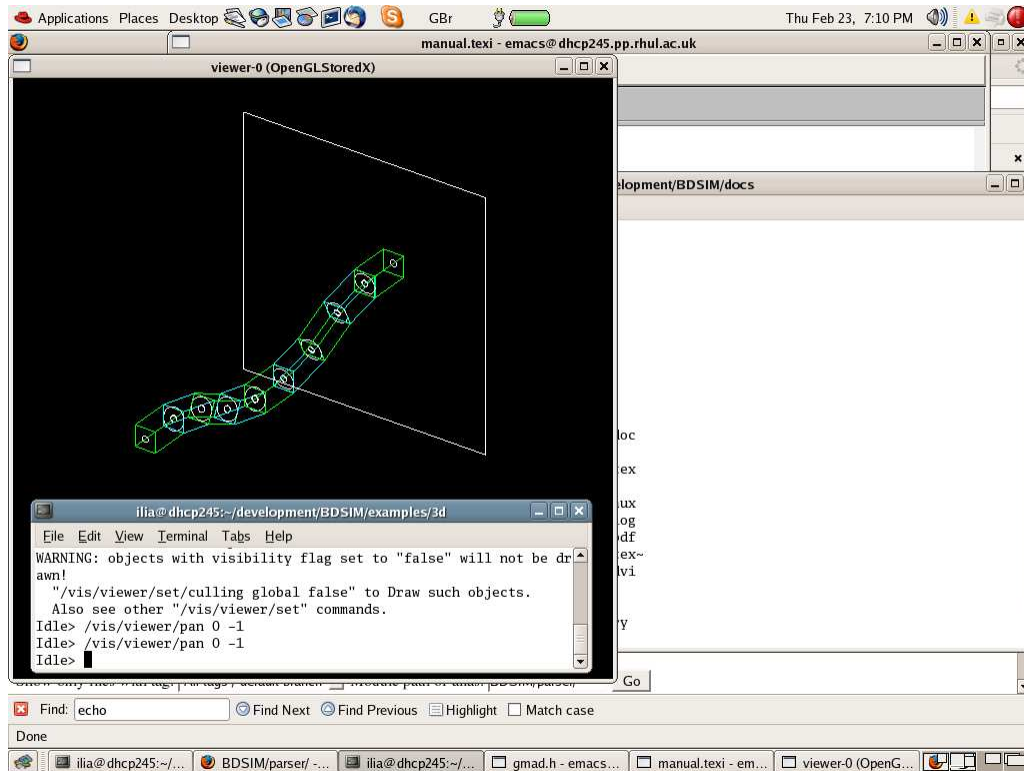 Applications Places Desktop GBr Thu Feb 23, 7:10 PM
manual.texi - emacs@dhcp245.pp.rhul.ac.uk
viewer-0 (OpenGLStoredX)
elopment/BDSIM/docs
loc
ex
ux
og
df
ex~
lvi
y
ilia@dhcp245:~/development/BDSIM/examples/3d
File Edit View Terminal Tabs Help
WARNING: objects with visibility flag set to "false" will not be dr
awn!
"/vis/viewer/set/culling global false" to Draw such objects.
Also see other "/vis/viewer/set" commands.
Idle> /vis/viewer/pan 0 -1
Idle> /vis/viewer/pan 0 -1
Idle>
Go
Find: echo Find Next Find Previous Highlight Match case
Done
ilia@dhcp245:~/... BDSIM/parser/ -... ilia@dhcp245:~/... gmad.h - emacs... manual.texi - em... viewer-0 (OpenG...